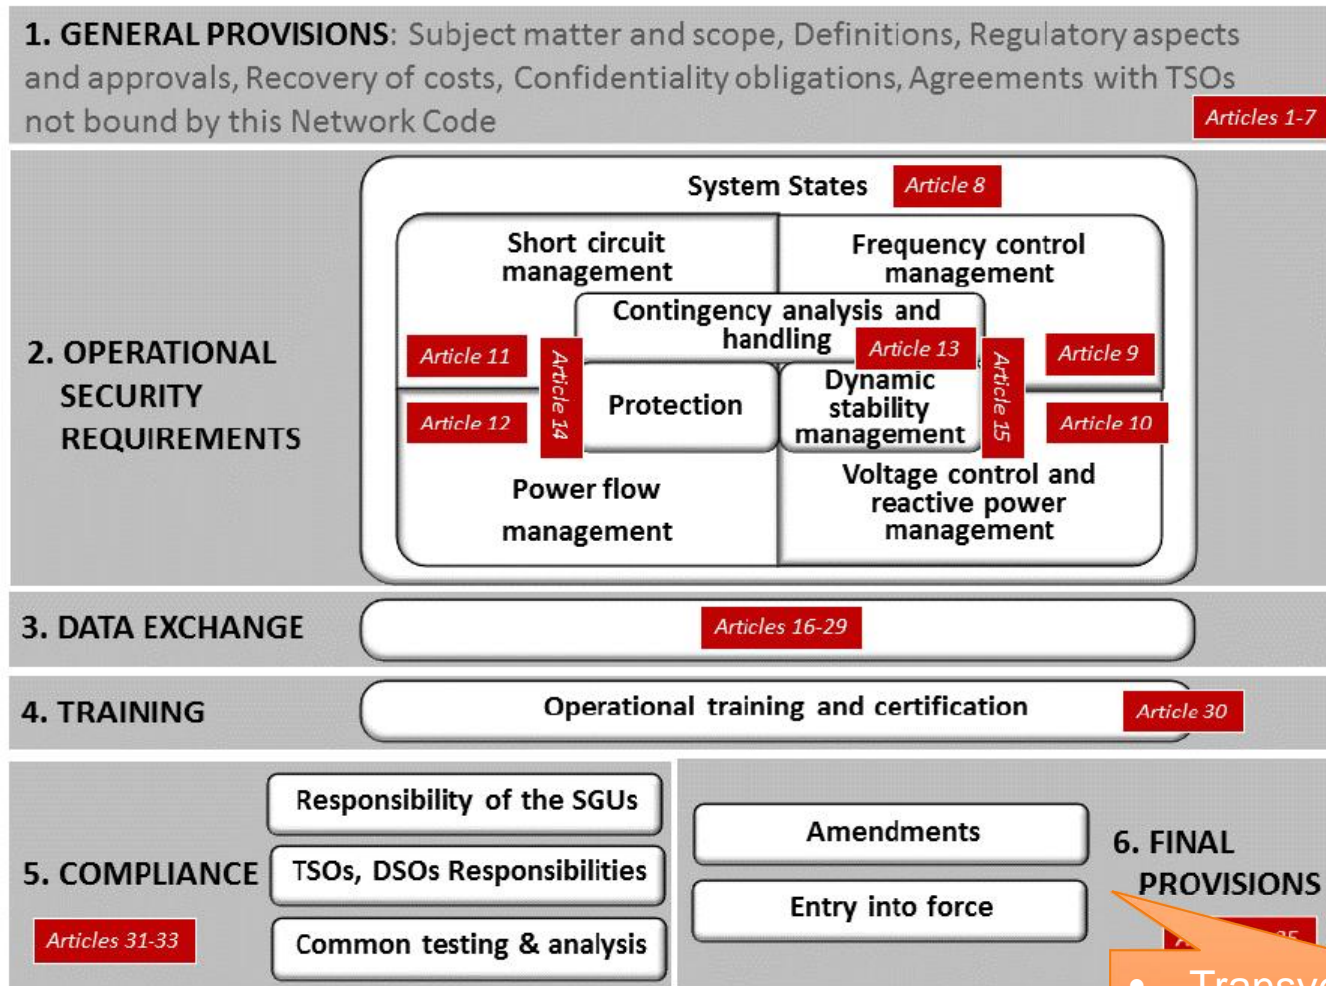 1. GENERAL PROVISIONS: Subject matter and scope, Definitions, Regulatory aspects
and approvals, Recovery of costs, Confidentiality obligations, Agreements with TSOs
not bound by this Network Code
Articles 1-7
System States
Article 8
Short circuit
management
Frequency control
management
Contingency analysis and
handling
Article 13
Article 11
Article 14
Article 15
Article 9
2. OPERATIONAL
SECURITY
REQUIREMENTS
Protection
Dynamic
stability
management
Article 12
Article 10
Power flow
management
Voltage control and
reactive power
management
3. DATA EXCHANGE
Articles 16-29
4. TRAINING
Operational training and certification
Article 30
5. COMPLIANCE
Articles 31-33
Responsibility of the SGUs
TSOs, DSOs Responsibilities
Common testing & analysis
Amendments
Entry into force
6. FINAL
PROVISIONS